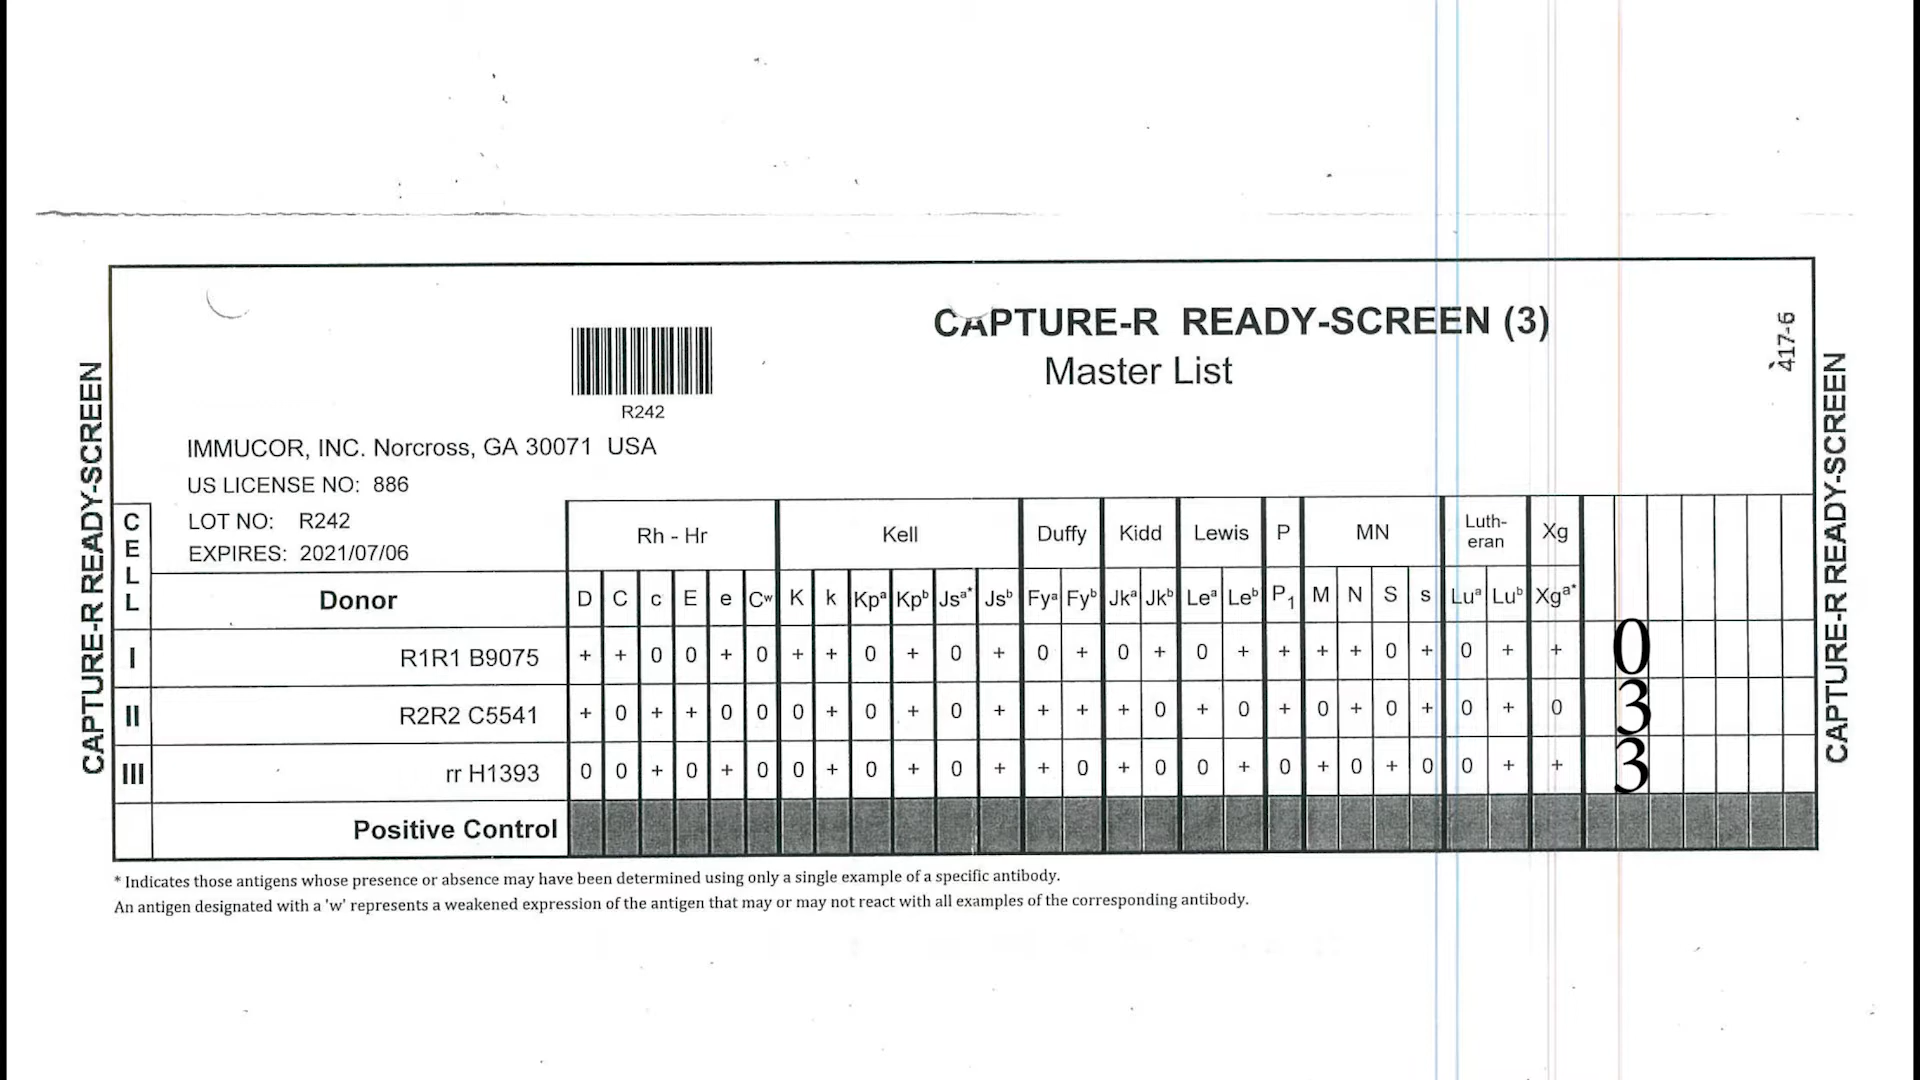 CAPTURE-R READY-SCREEN (3)
Master List
417-6
R242
IMMUCOR, INC. Norcross, GA 30071 USA
US LICENSE NO: 886
LOT NO: R242
EXPIRES: 2021/07/06
CAPTURE-R READY-SCREEN
CAPTURE-R READY-SCREEN
CELL
Rh - Hr Kell Duffy Kidd Lewis P MN Luth-eran Xg
Donor D C c E e Cʷ K k Kpᵃ Kpᵇ Jsᵃ* Jsᵇ Fyᵃ Fyᵇ Jkᵃ Jkᵇ Leᵃ Leᵇ P₁ M N S s Luᵃ Luᵇ Xgᵃ*
I R1R1 B9075 + + 0 0 + 0 + + 0 + 0 + 0 + 0 + 0 + + + + 0 + 0 + + 0
II R2R2 C5541 + 0 + + 0 0 0 + 0 + 0 + + + + 0 + 0 + 0 + 0 + 0 + 0 3
III rr H1393 0 0 + 0 + 0 0 + 0 + 0 + + 0 + 0 0 + 0 + 0 + 0 0 + + 3
Positive Control
* Indicates those antigens whose presence or absence may have been determined using only a single example of a specific antibody.
An antigen designated with a 'w' represents a weakened expression of the antigen that may or may not react with all examples of the corresponding antibody.